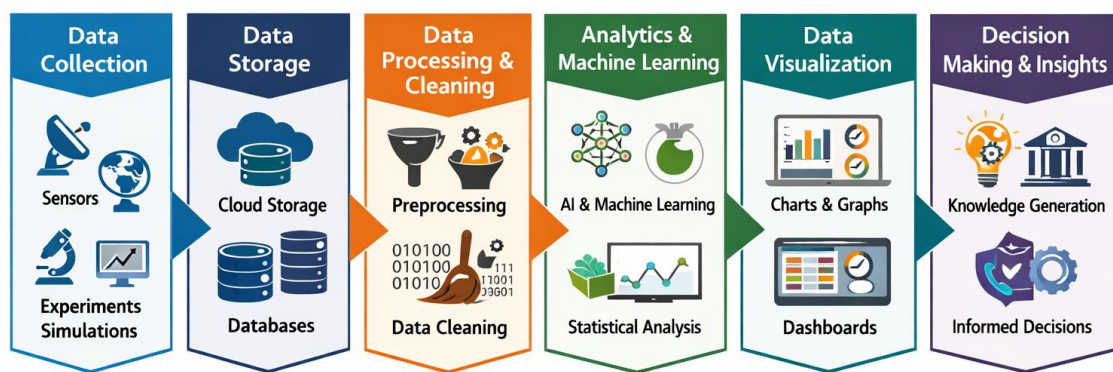 Data
Collection
Sensors
Experiments
Simulations
Data
Storage
Cloud Storage
Databases
Data
Processing &
Cleaning
Preprocessing
010100
010100
01010
111
11001
Data Cleaning
Analytics &
Machine Learning
AI & Machine Learning
Statistical Analysis
Data
Visualization
Charts & Graphs
Dashboards
Decision
Making & Insights
Knowledge Generation
Informed Decisions